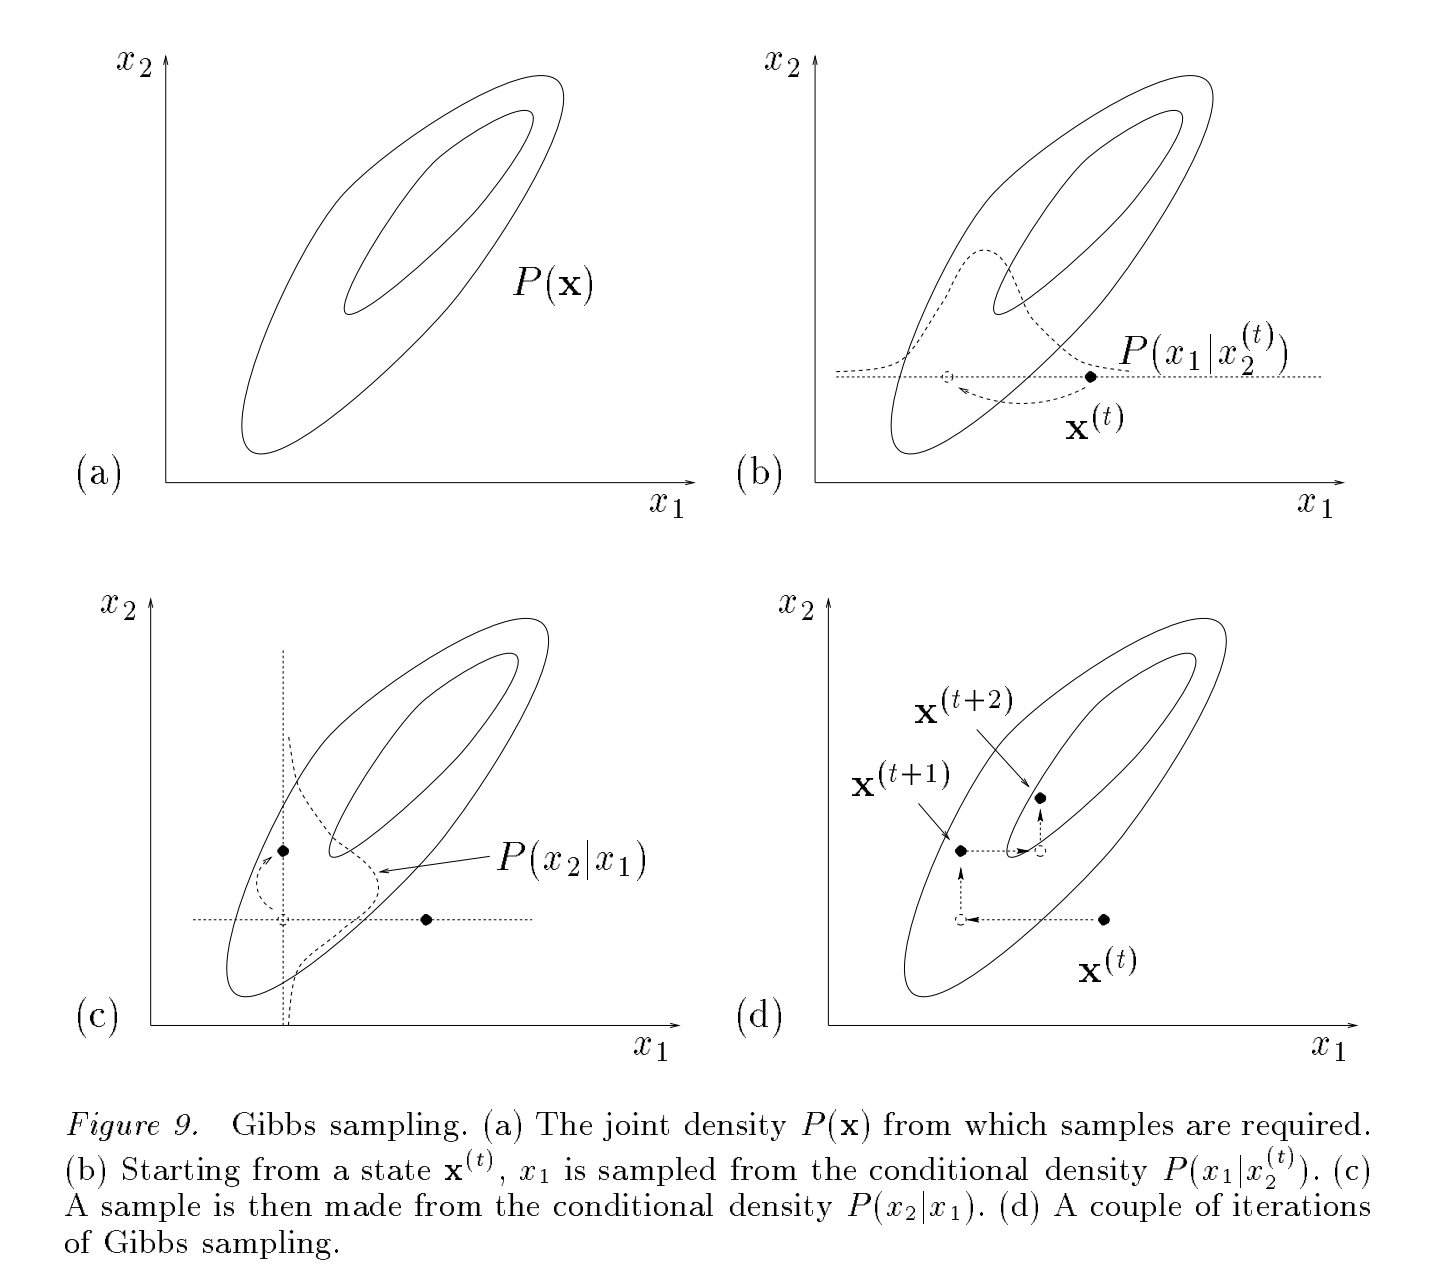 x₂
P(𝐱)
(a)
x₁
x₂
P(x₁|x₂⁽ᵗ⁾)
𝐱⁽ᵗ⁾
(b)
x₁
x₂
P(x₂|x₁)
(c)
x₁
x₂
𝐱⁽ᵗ⁺²⁾
𝐱⁽ᵗ⁺¹⁾
𝐱⁽ᵗ⁾
(d)
x₁
Figure 9. Gibbs sampling. (a) The joint density P(𝐱) from which samples are required.
(b) Starting from a state 𝐱⁽ᵗ⁾, x₁ is sampled from the conditional density P(x₁|x₂⁽ᵗ⁾). (c)
A sample is then made from the conditional density P(x₂|x₁). (d) A couple of iterations
of Gibbs sampling.